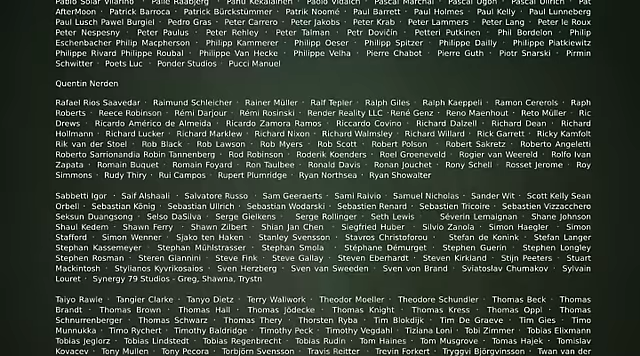 Pablo Solar Vilariño · Palle Raabjerg · Panu Kekäläinen · Paolo Vidaich · Pascal Marchal · Pascal Ogon · Pascal Ullrich · Pat
AfterMoon · Patrick Armando · Patrick Bürckstümmer · Patrick Noomé · Paul Barrett · Paul Holmes · Paul Kelly · Paul Lunneberg
Paul Lusch Pawel Burgiel · Pedro Gras · Peter Carrero · Peter Jakobs · Peter Krab · Peter Lammers · Peter Lang · Peter le Roux
Peter Nespesny · Peter Paulus · Peter Rehley · Peter Talman · Petr Dovičín · Petteri Putkinen · Phil Bordelon · Philip
Eschenbacher Philip Macpherson · Philipp Kammerer · Philipp Oeser · Philipp Spitzer · Philippe Dailly · Philippe Piatkiewitz
Philippe Rivard Philippe Roubal · Philippe Van Hecke · Philippe Velha · Pierre Chabot · Pierre Guth · Piotr Snarski · Pirmin
Schwitter · Poets Luc · Ponder Studios · Pucci Manuel
Quentin Nerden
Rafael Rios Saavedar · Raimund Schleicher · Rainer Müller · Ralf Tepler · Ralph Giles · Ralph Kaeppeli · Ramon Cererols · Raph
Roberts · Reece Robinson · Rémi Darjour · Rémi Rosinski · Render Reality LLC ·René Genz · Reno Maenhout · Reto Müller · Ric
Drews · Ricardo Américo de Almeida · Ricardo Zamora Ramos · Riccardo Covino · Richard Dalzell · Richard Dean · Richard
Hollmann · Richard Lucker · Richard Marklew · Richard Nixon · Richard Walmsley · Richard Willard · Rick Garrett · Ricky Kamfolt
Rik van der Stoel · Rob Black · Rob Lawson · Rob Myers · Rob Scott · Robert Polson · Robert Sakretz · Roberto Angeletti
Roberto Sarrionandia Robin Tannenberg · Rod Robinson · Roderik Koenders · Roel Groeneveld · Rogier van Weereld · Rolfo Ivan
Zapata · Romain Buquet · Romain Foyard · Ron Taulbee · Ronald Davis · Ronan Jouchet · Rony Schell · Rosset Jerome · Roy
Simmons · Rudy Thiry · Rui Campos · Rupert Plumridge · Ryan Northsea · Ryan Showalter
Sabbetti Igor · Saif Alshaali · Salvatore Russo · Sam Geeraerts · Sami Raivio · Samuel Nicholas · Sander Wit · Scott Kelly Sean
Orbell · Sebastian König · Sebastian Ullrich · Sebastian Wodarski · Sebastien Renard · Sebastien Tricoire · Sebastien Vizzacchero
Seksun Duangsong · Selso DaSilva · Serge Gielkens · Serge Rollinger · Seth Lewis · Séverin Lemaignan · Shane Johnson
Shaul Kedem · Shawn Ferry · Shawn Zilbert · Shian Jan Chen · Siegfried Huber · Silvio Zanola · Simon Haegler · Simon
Stafford · Simon Wenner · Sjako ten Haken · Stanley Svensson · Stavros Christoforou · Stefan de Konink · Stefan Langer
Stephan Kassemeyer · Stephan Mühlstrasser · Stephan Smola · Stéphane Démurget · Stephen Guerin · Stephen Longley
Stephen Rosman · Steren Giannini · Steve Fink · Steve Gallay · Steven Eberhardt · Steven Kirkland · Stijn Peeters · Stuart
Mackintosh · Stylianos Kyvrikosaios · Sven Herzberg · Sven van Sweeden · Sven von Brand · Sviatoslav Chumakov · Sylvain
Louret · Synergy 79 Studios - Greg, Shawna, Trystn
Taiyo Rawle · Tangier Clarke · Tanyo Dietz · Terry Wallwork · Theodor Moeller · Theodore Schundler · Thomas Beck · Thomas
Brandt · Thomas Brown · Thomas Hall · Thomas Jödecke · Thomas Knight · Thomas Kress · Thomas Oppl · Thomas
Schnurrenberger · Thomas Schwarz · Thomas Thery · Thorsten Ryba · Tim Blokdijk · Tim De Graeve · Tim Gies · Timo
Munnukka · Timo Rychert · Timothy Baldridge · Timothy Peck · Timothy Vegdahl · Tiziana Loni · Tobi Zimmer · Tobias Elixmann
Tobias Jeglorz · Tobias Lindstedt · Tobias Regenbrecht · Tobias Rudin · Tom Haines · Tom Musgrove · Tomas Hajek · Tomislav
Kovacev · Tony Mullen · Tony Pecora · Torbjörn Svensson · Travis Reitter · Trevin Forkert · Tryggvi Björgvinsson · Twan van der